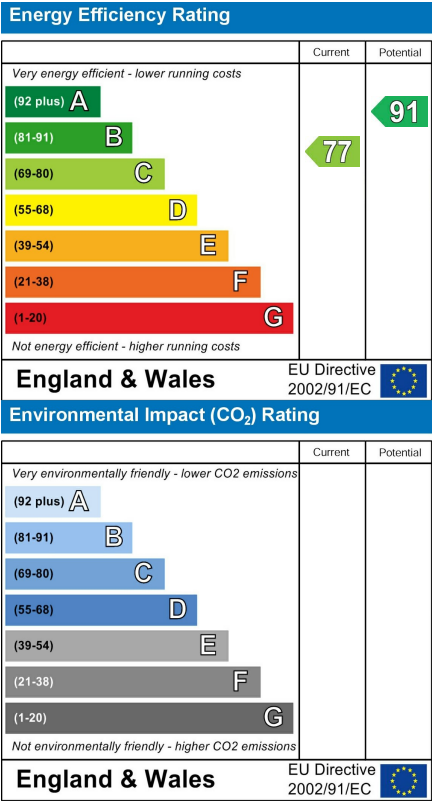 Energy Efficiency Rating
Current Potential
Very energy efficient - lower running costs
(92 plus) A
91
(81-91) B
77
(69-80) C
(55-68) D
(39-54) E
(21-38) F
(1-20) G
Not energy efficient - higher running costs
England & Wales
EU Directive
2002/91/EC
Environmental Impact (CO₂) Rating
Current Potential
Very environmentally friendly - lower CO2 emissions
(92 plus) A
(81-91) B
(69-80) C
(55-68) D
(39-54) E
(21-38) F
(1-20) G
Not environmentally friendly - higher CO2 emissions
England & Wales
EU Directive
2002/91/EC